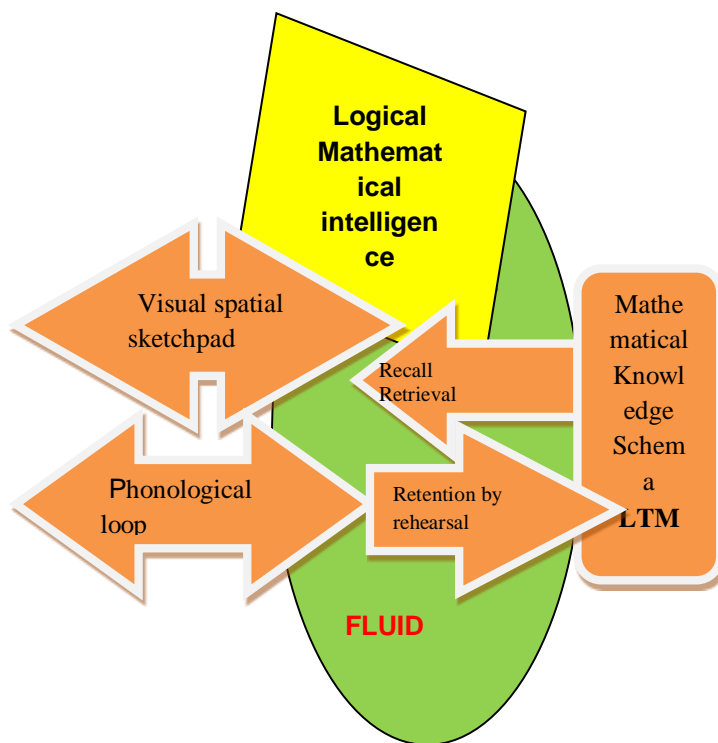 Logical
Mathemat
ical
intelligen
ce
Visual spatial
sketchpad
Recall
Retrieval
Mathe
matical
Knowl
edge
Schem
a
LTM
Phonological
loop
Retention by
rehearsal
FLUID